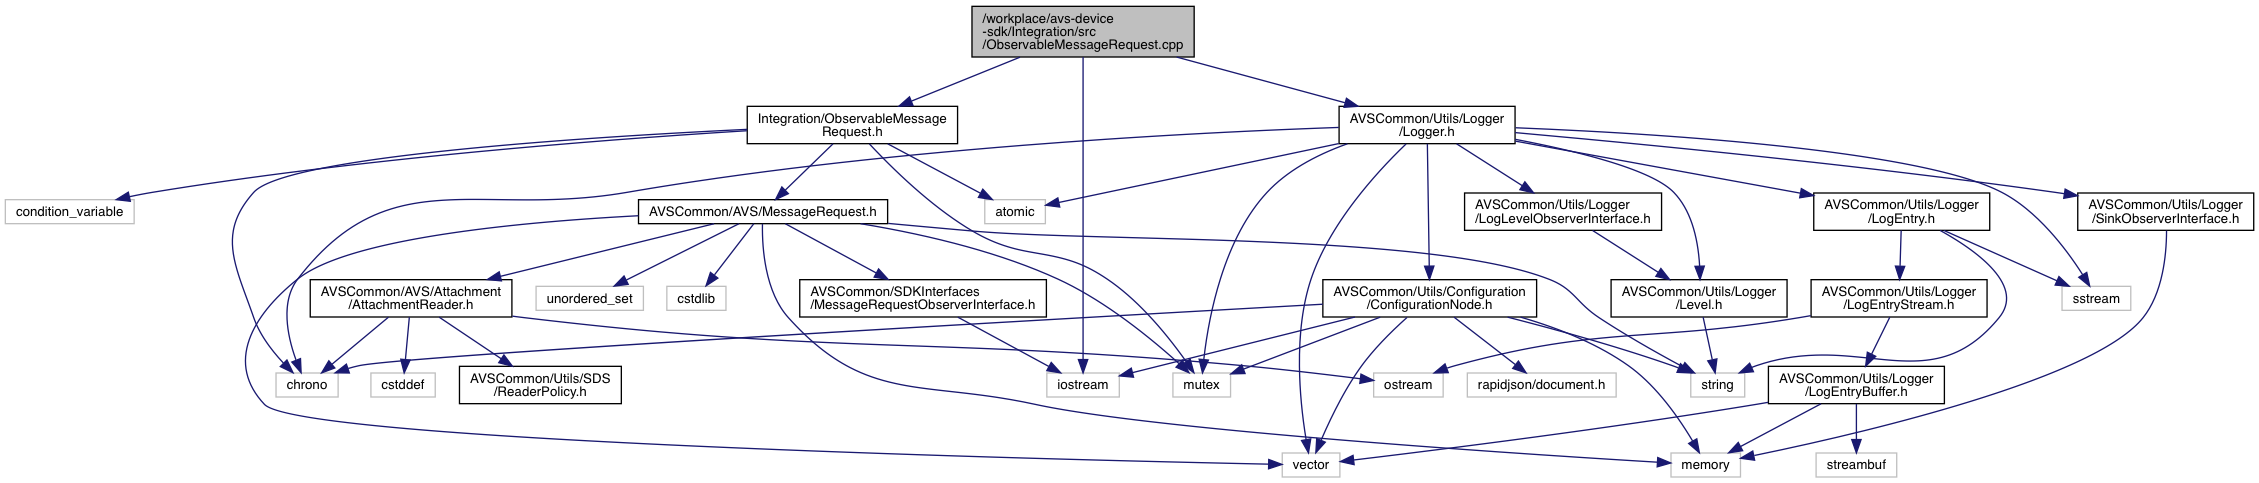 /workplace/avs-device
-sdk/Integration/src
/ObservableMessageRequest.cpp
Integration/ObservableMessage
Request.h
AVSCommon/Utils/Logger
/Logger.h
condition_variable
AVSCommon/AVS/MessageRequest.h
atomic
AVSCommon/Utils/Logger
/LogLevelObserverInterface.h
AVSCommon/Utils/Logger
/LogEntry.h
AVSCommon/Utils/Logger
/SinkObserverInterface.h
AVSCommon/AVS/Attachment
/AttachmentReader.h
unordered_set
cstdlib
AVSCommon/SDKInterfaces
/MessageRequestObserverInterface.h
AVSCommon/Utils/Configuration
/ConfigurationNode.h
AVSCommon/Utils/Logger
/Level.h
AVSCommon/Utils/Logger
/LogEntryStream.h
sstream
chrono
cstddef
AVSCommon/Utils/SDS
/ReaderPolicy.h
iostream
mutex
ostream
rapidjson/document.h
string
AVSCommon/Utils/Logger
/LogEntryBuffer.h
vector
memory
streambuf